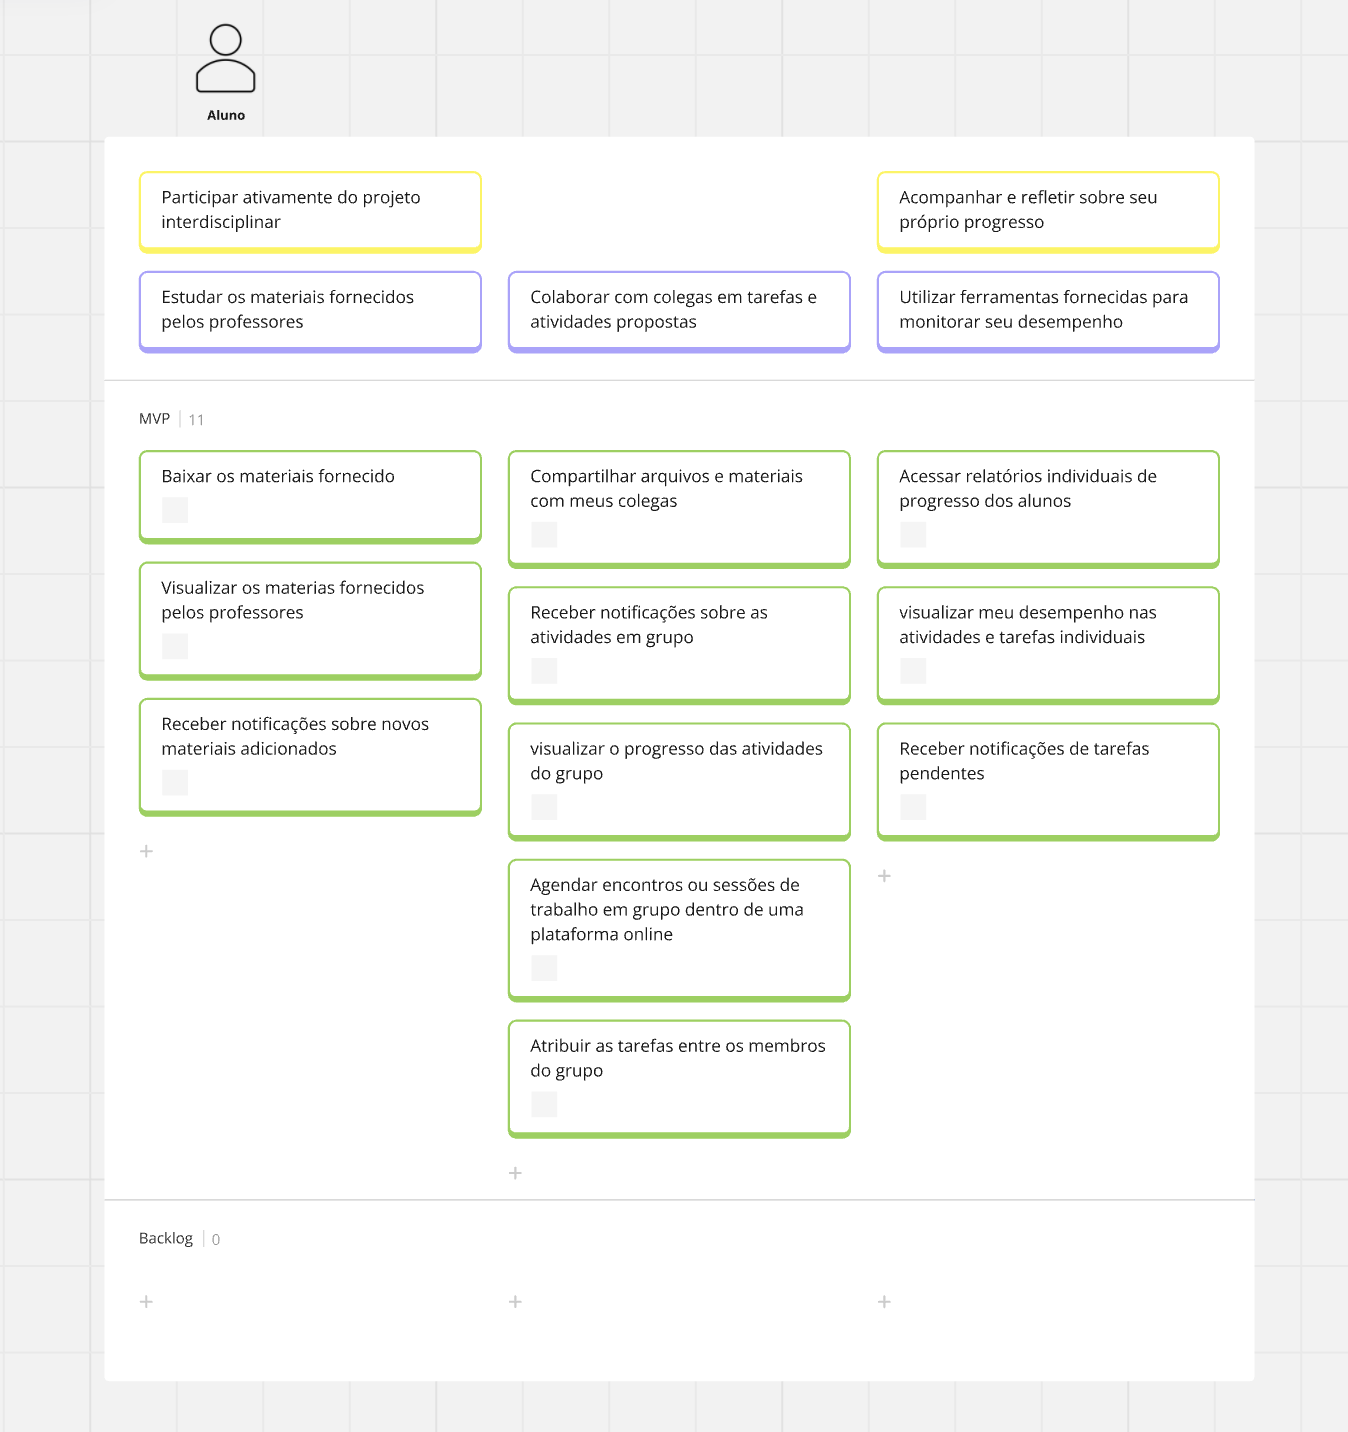 Aluno
Participar ativamente do projeto
interdisciplinar
Acompanhar e refletir sobre seu
próprio progresso
Estudar os materiais fornecidos
pelos professores
Colaborar com colegas em tarefas e
atividades propostas
Utilizar ferramentas fornecidas para
monitorar seu desempenho
MVP 11
Baixar os materiais fornecido
Visualizar os materias fornecidos
pelos professores
Receber notificações sobre novos
materiais adicionados
Compartilhar arquivos e materiais
com meus colegas
Receber notificações sobre as
atividades em grupo
visualizar o progresso das atividades
do grupo
Agendar encontros ou sessões de
trabalho em grupo dentro de uma
plataforma online
Atribuir as tarefas entre os membros
do grupo
Acessar relatórios individuais de
progresso dos alunos
visualizar meu desempenho nas
atividades e tarefas individuais
Receber notificações de tarefas
pendentes
Backlog 0